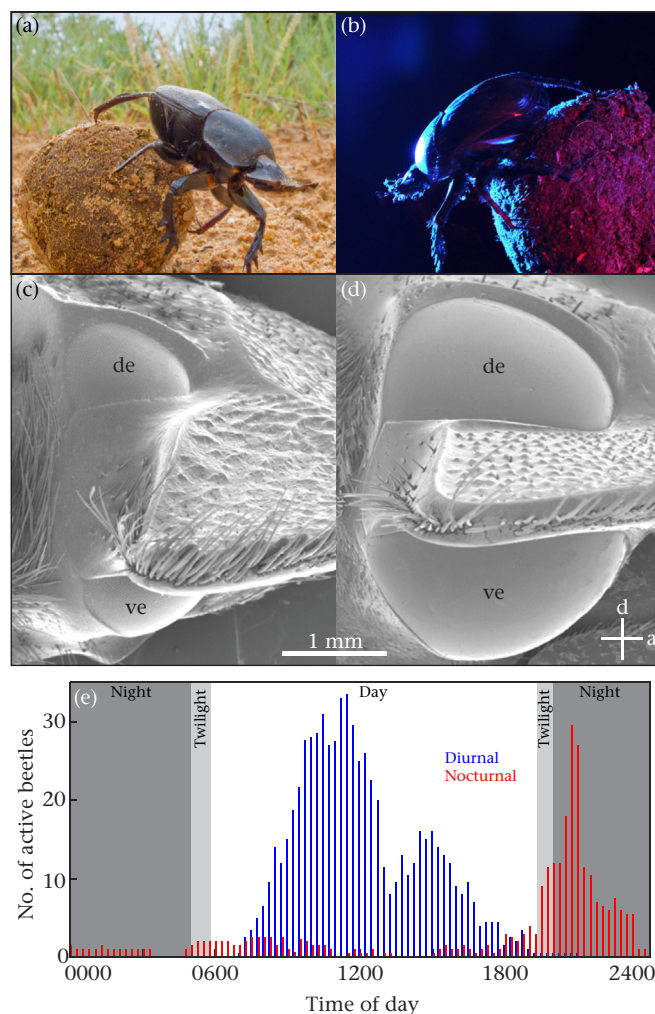 (a)
(b)
(c)
(d)
de
de
ve
ve
1 mm
d
a
(e)
Night
Twilight
Day
Twilight
Night
Diurnal
Nocturnal
No. of active beetles
30
20
10
0
0000
0600
1200
1800
2400
Time of day